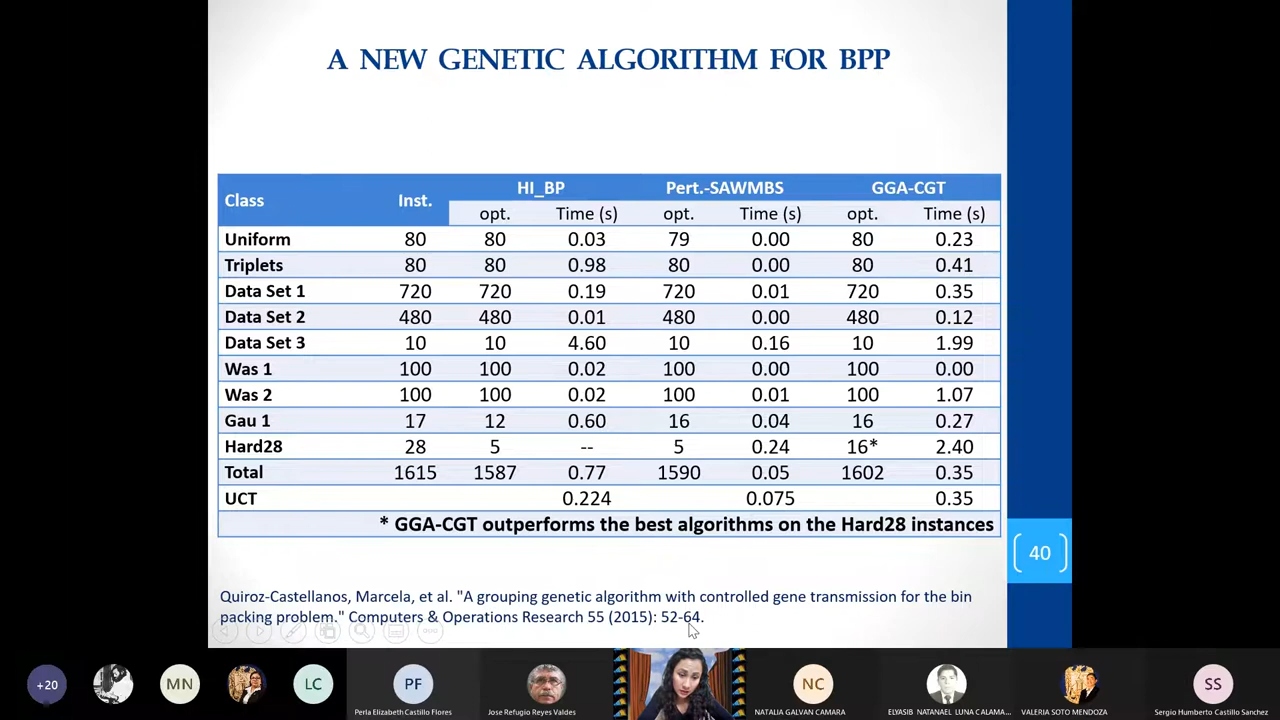 A NEW GENETIC ALGORITHM FOR BPP
Class Inst. HI_BP Pert.-SAWMBS GGA-CGT
opt. Time (s) opt. Time (s) opt. Time (s)
Uniform 80 80 0.03 79 0.00 80 0.23
Triplets 80 80 0.98 80 0.00 80 0.41
Data Set 1 720 720 0.19 720 0.01 720 0.35
Data Set 2 480 480 0.01 480 0.00 480 0.12
Data Set 3 10 10 4.60 10 0.16 10 1.99
Was 1 100 100 0.02 100 0.00 100 0.00
Was 2 100 100 0.02 100 0.01 100 1.07
Gau 1 17 12 0.60 16 0.04 16 0.27
Hard28 28 5 -- 5 0.24 16* 2.40
Total 1615 1587 0.77 1590 0.05 1602 0.35
UCT 0.224 0.075 0.35
* GGA-CGT outperforms the best algorithms on the Hard28 instances
40
Quiroz-Castellanos, Marcela, et al. "A grouping genetic algorithm with controlled gene transmission for the bin
packing problem." Computers & Operations Research 55 (2015): 52-64.
+20 MN LC PF NC SS
Perla Elizabeth Castillo Flores Jose Refugio Reyes Valdes NATALIA GALVAN CAMARA ELYASIB NATANAEL LUNA CALAMA... VALERIA SOTO MENDOZA Sergio Humberto Castillo Sanchez